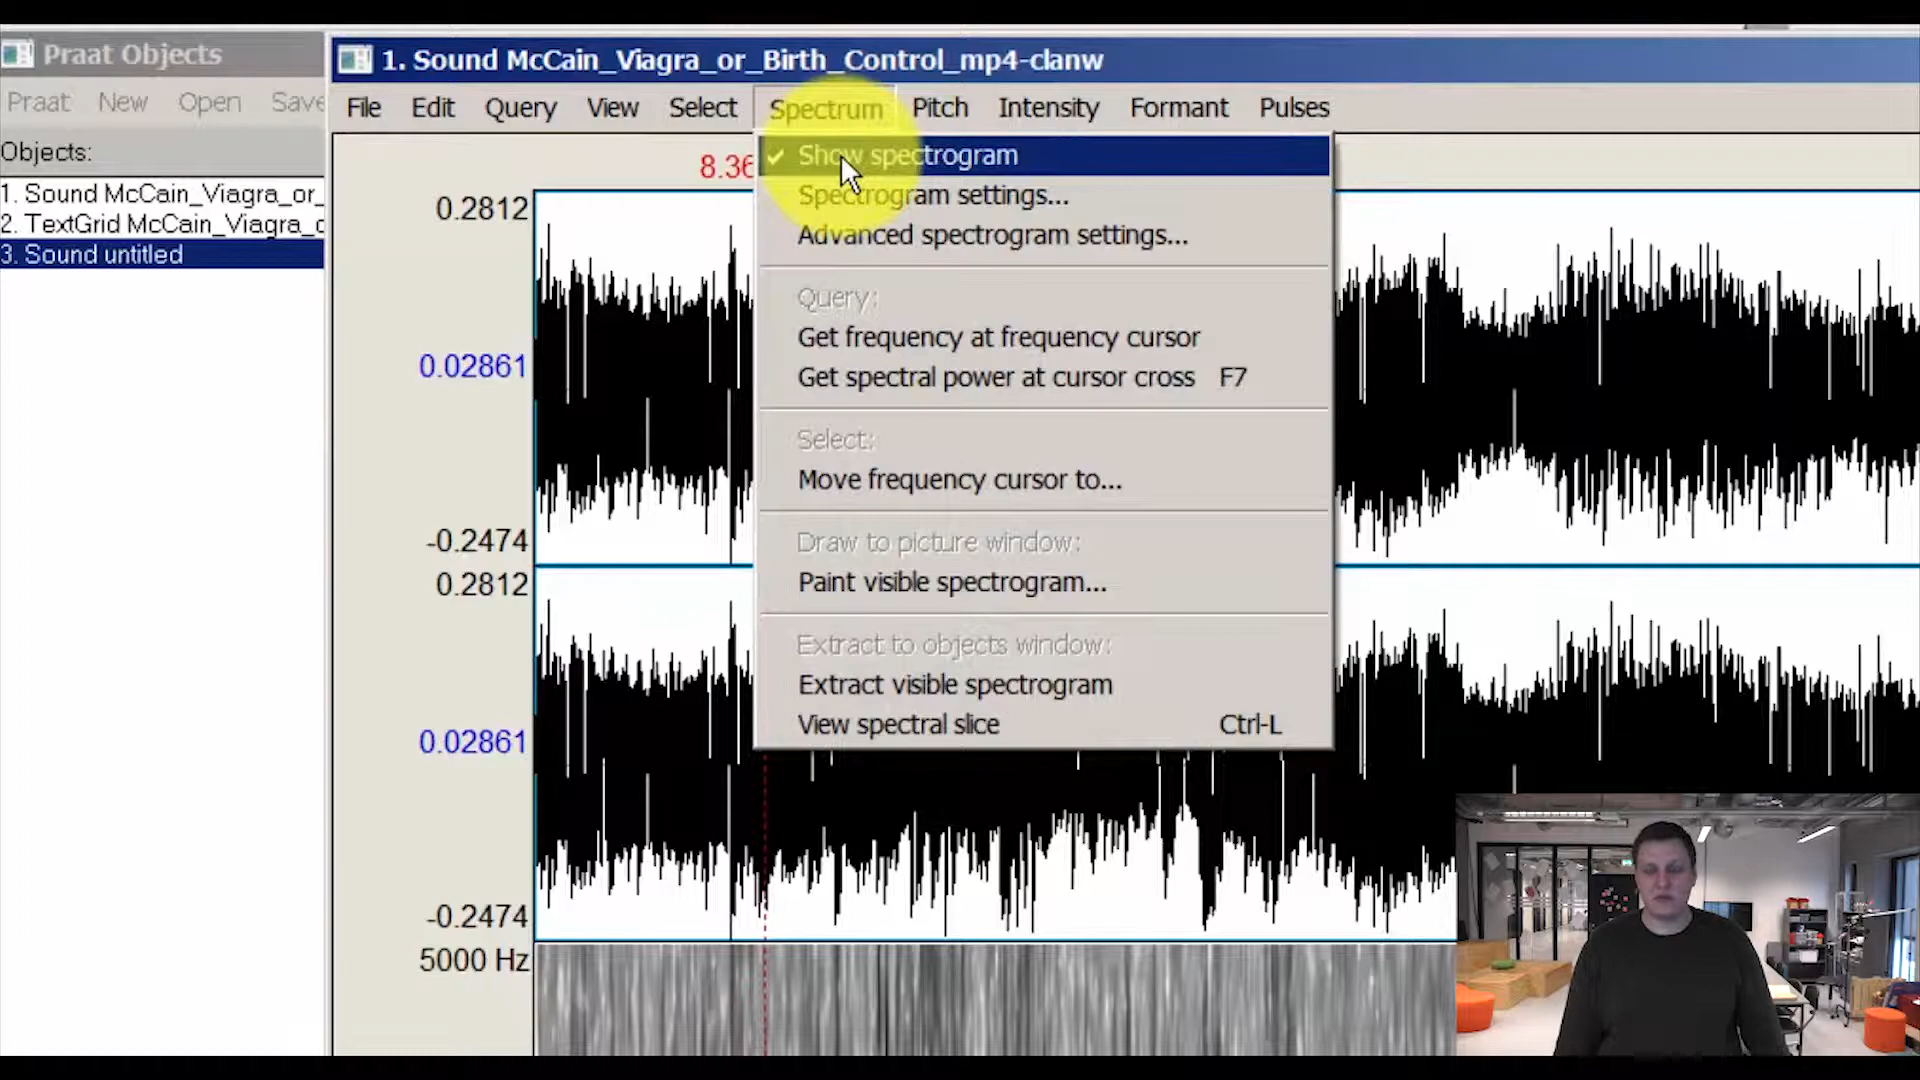 Praat Objects
Praat New Open Save
Objects:
1. Sound McCain_Viagra_or_
2. TextGrid McCain_Viagra_
3. Sound untitled
1. Sound McCain_Viagra_or_Birth_Control_mp4-clanw
File Edit Query View Select Spectrum Pitch Intensity Formant Pulses
8.36
Show spectrogram
Spectrogram settings...
Advanced spectrogram settings...
Query:
Get frequency at frequency cursor
Get spectral power at cursor cross F7
Select:
Move frequency cursor to...
Draw to picture window:
Paint visible spectrogram...
Extract to objects window:
Extract visible spectrogram
View spectral slice Ctrl-L
0.2812
0.02861
-0.2474
0.2812
0.02861
-0.2474
5000 Hz